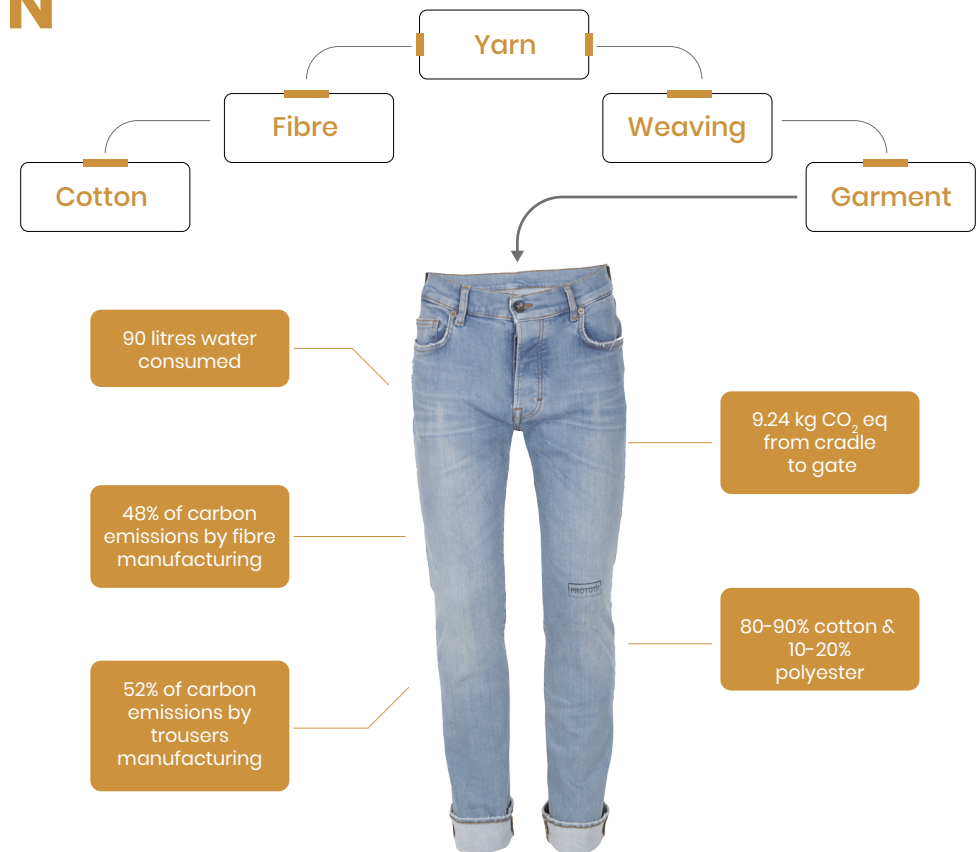 N
Yarn
Fibre
Weaving
Cotton
Garment
90 litres water
consumed
9.24 kg CO₂ eq
from cradle
to gate
48% of carbon
emissions by fibre
manufacturing
80-90% cotton &
10-20%
polyester
52% of carbon
emissions by
trousers
manufacturing